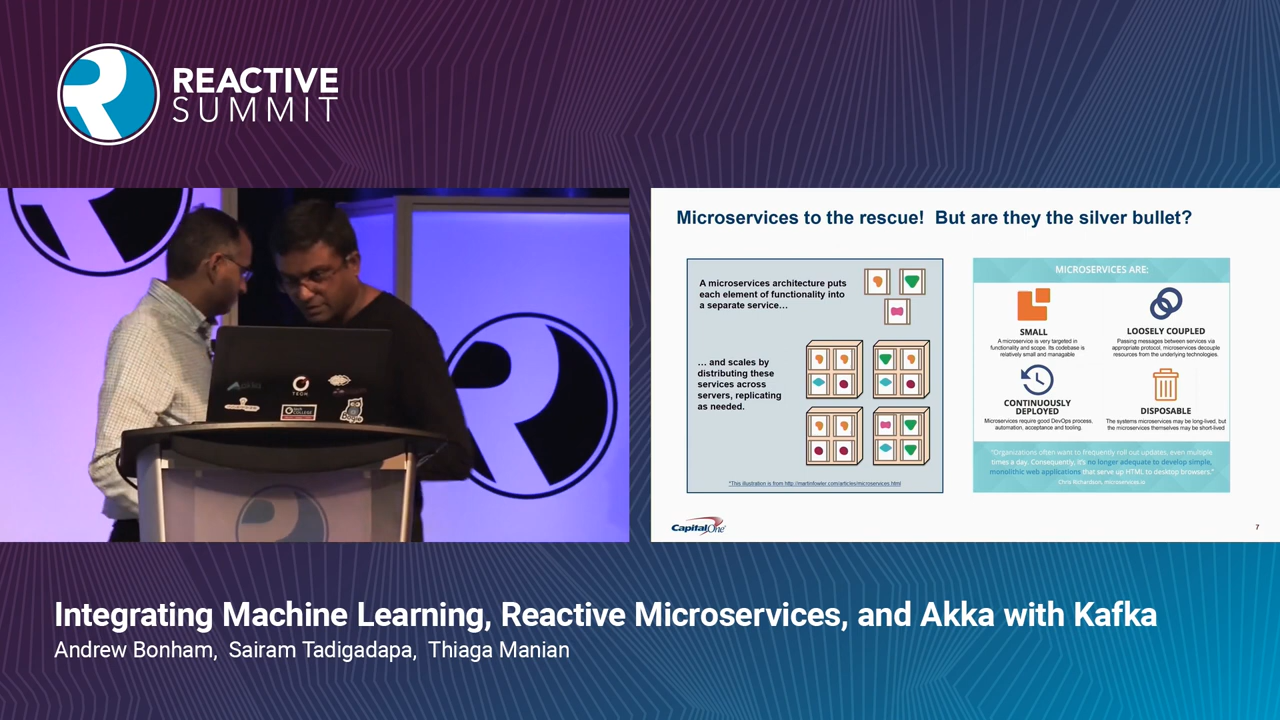 REACTIVE
SUMMIT
Microservices to the rescue!  But are they the silver bullet?
A microservices architecture puts
each element of functionality into
a separate service…
… and scales by
distributing these
services across
servers, replicating
as needed.
*This illustration is from http://martinfowler.com/articles/microservices.html
MICROSERVICES ARE:
SMALL
A microservice is very targeted in
functionality and scope. Its codebase is
relatively small and managable
LOOSELY COUPLED
Passing messages between services via
appropriate protocol, microservices decouple
resources from the underlying technologies.
CONTINUOUSLY
DEPLOYED
Microservices require good DevOps process,
automation, acceptance and tooling.
DISPOSABLE
The systems microservices may be long-lived, but
the microservices themselves may be short-lived
"Organizations often want to frequently roll out updates, even multiple
times a day. Consequently, it's no longer adequate to develop simple,
monolithic web applications that serve up HTML to desktop browsers."
Chris Richardson, microservices.io
CapitalOne
7
Integrating Machine Learning, Reactive Microservices, and Akka with Kafka
Andrew Bonham,  Sairam Tadigadapa,  Thiaga Manian